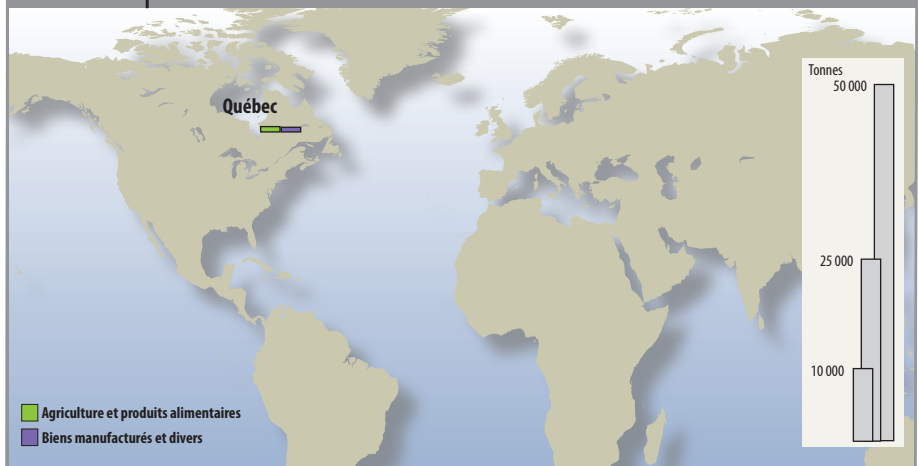 Québec
Tonnes
50 000
25 000
10 000
Agriculture et produits alimentaires
Biens manufacturés et divers